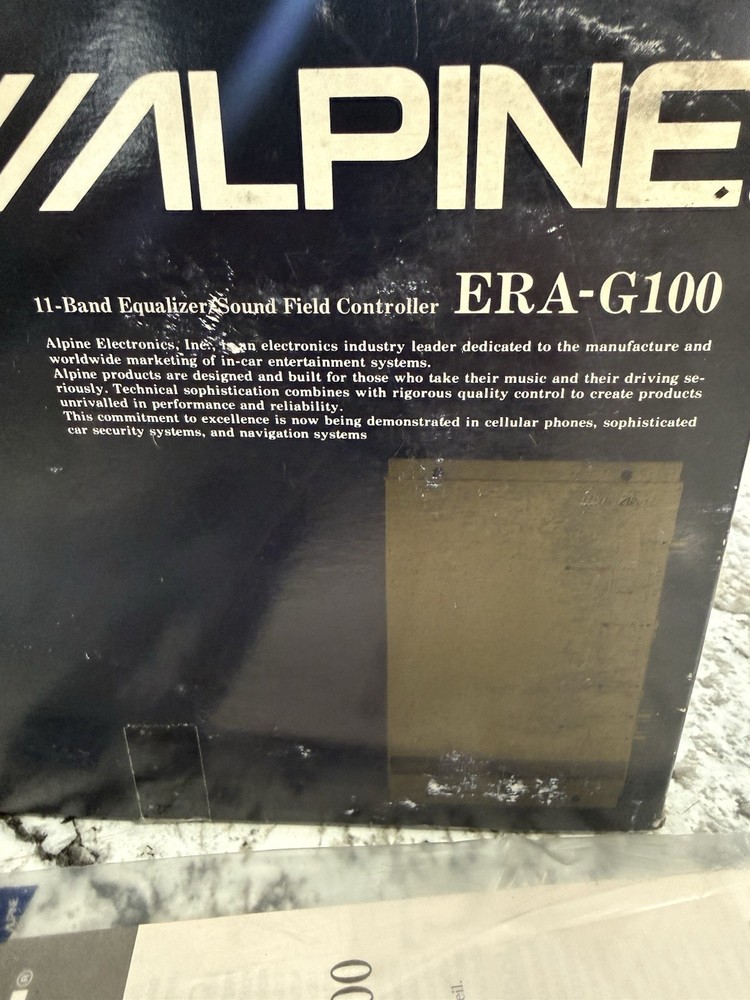 //ALPINE
11-Band Equalizer/Sound Field Controller ERA-G100
Alpine Electronics, Inc., is an electronics industry leader dedicated to the manufacture and
worldwide marketing of in-car entertainment systems.
Alpine products are designed and built for those who take their music and their driving se-
riously. Technical sophistication combines with rigorous quality control to create products
unrivalled in performance and reliability.
This commitment to excellence is now being demonstrated in cellular phones, sophisticated
car security systems, and navigation systems
ALPINE
®
00
eil.